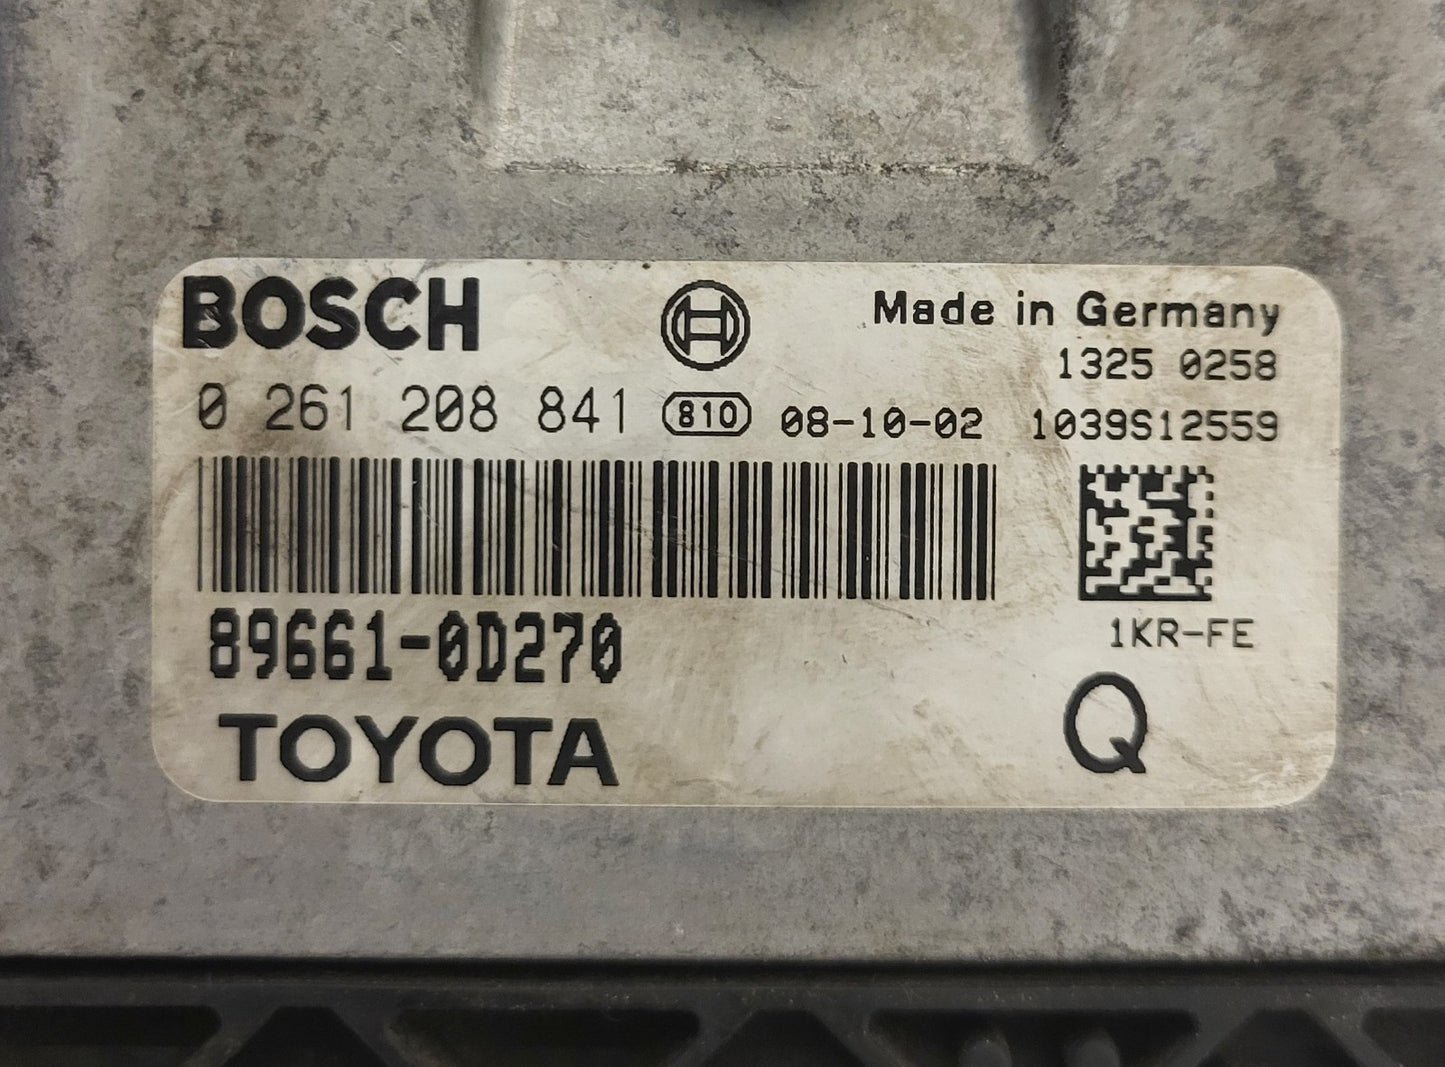 BOSCH
Made in Germany
1325 0258
0 261 208 841 810 08-10-02 1039S12559
89661-0D270
1KR-FE
TOYOTA
Q